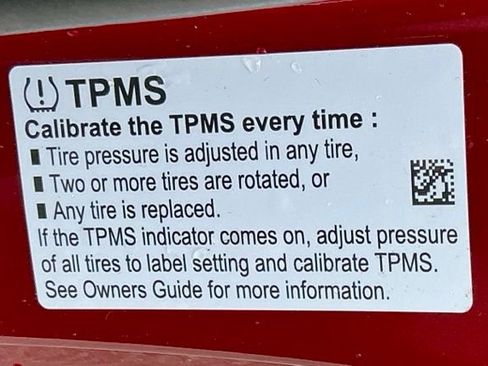 TPMS
Calibrate the TPMS every time :
Tire pressure is adjusted in any tire,
Two or more tires are rotated, or
Any tire is replaced.
If the TPMS indicator comes on, adjust pressure
of all tires to label setting and calibrate TPMS.
See Owners Guide for more information.